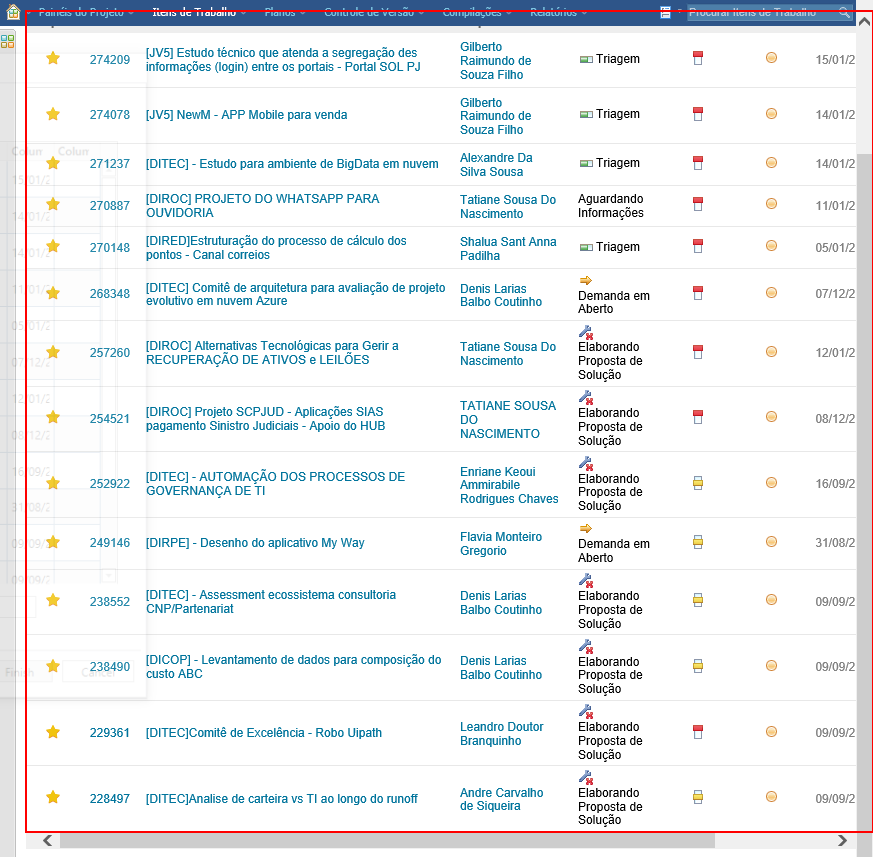 Painéis do Projeto Itens de Trabalho Planos Controle de Versão Compilações Relatórios Procurar Itens de Trabalho
274209 [JV5] Estudo técnico que atenda a segregação des informações (login) entre os portais - Portal SOL PJ Gilberto Raimundo de Souza Filho Triagem 15/01/2
274078 [JV5] NewM - APP Mobile para venda Gilberto Raimundo de Souza Filho Triagem 14/01/2
271237 [DITEC] - Estudo para ambiente de BigData em nuvem Alexandre Da Silva Sousa Triagem 14/01/2
270887 [DIROC] PROJETO DO WHATSAPP PARA OUVIDORIA Tatiane Sousa Do Nascimento Aguardando Informações 11/01/2
270148 [DIRED]Estruturação do processo de cálculo dos pontos - Canal correios Shalua Sant Anna Padilha Triagem 05/01/2
268348 [DITEC] Comitê de arquitetura para avaliação de projeto evolutivo em nuvem Azure Denis Larias Balbo Coutinho Demanda em Aberto 07/12/2
257260 [DIROC] Alternativas Tecnológicas para Gerir a RECUPERAÇÃO DE ATIVOS e LEILÕES Tatiane Sousa Do Nascimento Elaborando Proposta de Solução 12/01/2
254521 [DIROC] Projeto SCPJUD - Aplicações SIAS pagamento Sinistro Judiciais - Apoio do HUB TATIANE SOUSA DO NASCIMENTO Elaborando Proposta de Solução 08/12/2
252922 [DITEC] - AUTOMAÇÃO DOS PROCESSOS DE GOVERNANÇA DE TI Enriane Keoui Ammirabile Rodrigues Chaves Elaborando Proposta de Solução 16/09/2
249146 [DIRPE] - Desenho do aplicativo My Way Flavia Monteiro Gregorio Demanda em Aberto 31/08/2
238552 [DITEC] - Assessment ecossistema consultoria CNP/Partenariat Denis Larias Balbo Coutinho Elaborando Proposta de Solução 09/09/2
238490 [DICOP] - Levantamento de dados para composição do custo ABC Denis Larias Balbo Coutinho Elaborando Proposta de Solução 09/09/2
229361 [DITEC]Comitê de Excelência - Robo Uipath Leandro Doutor Branquinho Elaborando Proposta de Solução 09/09/2
228497 [DITEC]Analise de carteira vs TI ao longo do runoff Andre Carvalho de Siqueira Elaborando Proposta de Solução 09/09/2